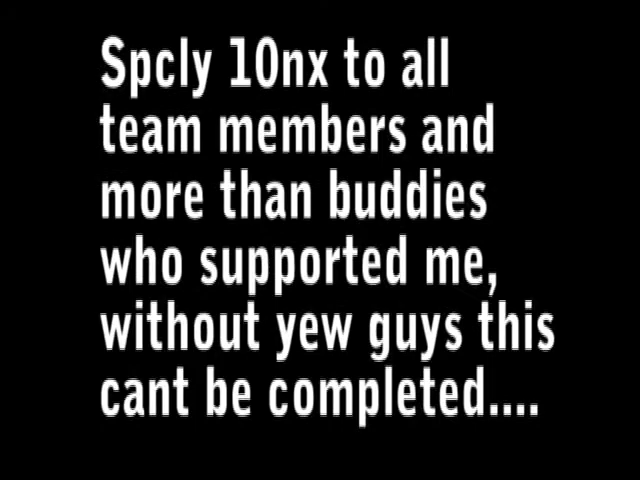 Spcly 10nx to all
team members and
more than buddies
who supported me,
without yew guys this
cant be completed....